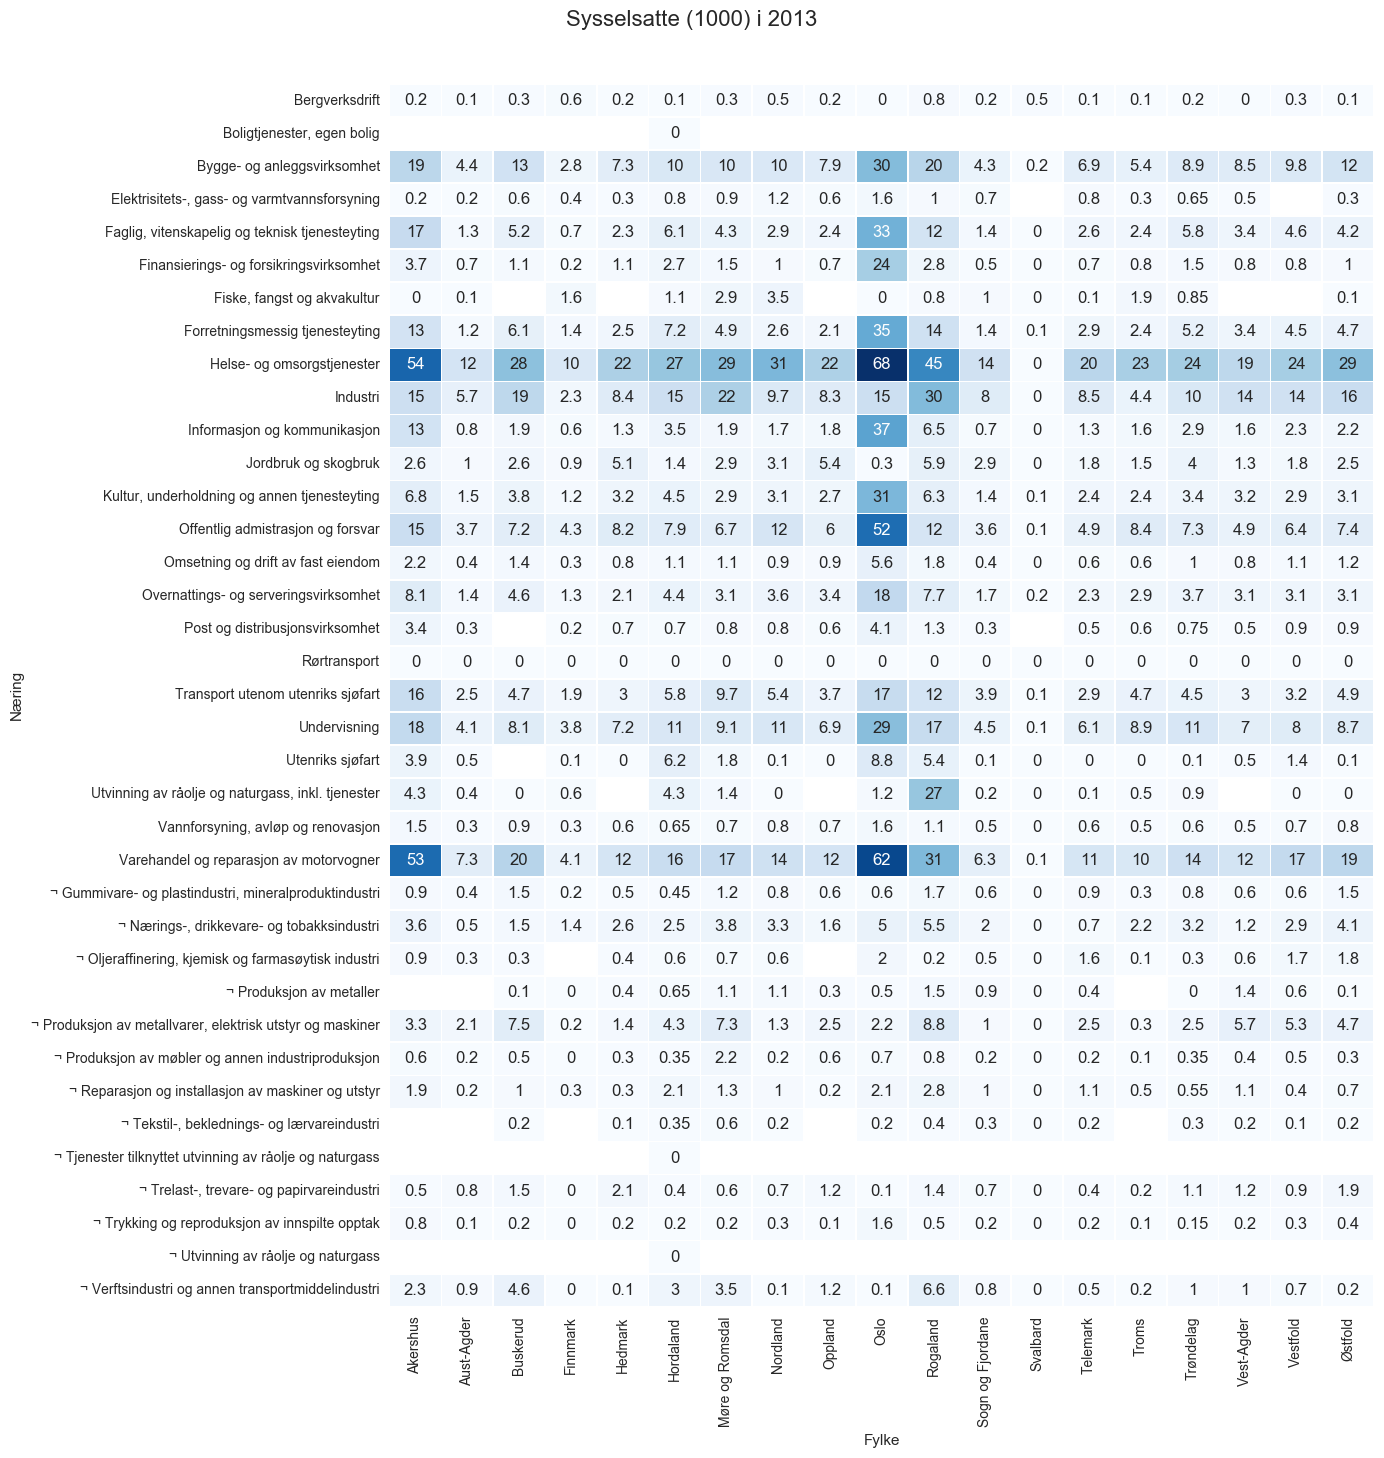 Sysselsatte (1000) i 2013
Bergverksdrift 0.2 0.1 0.3 0.6 0.2 0.1 0.3 0.5 0.2 0 0.8 0.2 0.5 0.1 0.1 0.2 0 0.3 0.1
Boligtjenester, egen bolig 0
Bygge- og anleggsvirksomhet 19 4.4 13 2.8 7.3 10 10 10 7.9 30 20 4.3 0.2 6.9 5.4 8.9 8.5 9.8 12
Elektrisitets-, gass- og varmtvannsforsyning 0.2 0.2 0.6 0.4 0.3 0.8 0.9 1.2 0.6 1.6 1 0.7 0.8 0.3 0.65 0.5 0.3
Faglig, vitenskapelig og teknisk tjenesteyting 17 1.3 5.2 0.7 2.3 6.1 4.3 2.9 2.4 33 12 1.4 0 2.6 2.4 5.8 3.4 4.6 4.2
Finansierings- og forsikringsvirksomhet 3.7 0.7 1.1 0.2 1.1 2.7 1.5 1 0.7 24 2.8 0.5 0 0.7 0.8 1.5 0.8 0.8 1
Fiske, fangst og akvakultur 0 0.1 1.6 1.1 2.9 3.5 0 0.8 1 0 0.1 1.9 0.85 0.1
Forretningsmessig tjenesteyting 13 1.2 6.1 1.4 2.5 7.2 4.9 2.6 2.1 35 14 1.4 0.1 2.9 2.4 5.2 3.4 4.5 4.7
Helse- og omsorgstjenester 54 12 28 10 22 27 29 31 22 68 45 14 0 20 23 24 19 24 29
Industri 15 5.7 19 2.3 8.4 15 22 9.7 8.3 15 30 8 0 8.5 4.4 10 14 14 16
Informasjon og kommunikasjon 13 0.8 1.9 0.6 1.3 3.5 1.9 1.7 1.8 37 6.5 0.7 0 1.3 1.6 2.9 1.6 2.3 2.2
Jordbruk og skogbruk 2.6 1 2.6 0.9 5.1 1.4 2.9 3.1 5.4 0.3 5.9 2.9 0 1.8 1.5 4 1.3 1.8 2.5
Kultur, underholdning og annen tjenesteyting 6.8 1.5 3.8 1.2 3.2 4.5 2.9 3.1 2.7 31 6.3 1.4 0.1 2.4 2.4 3.4 3.2 2.9 3.1
Offentlig admistrasjon og forsvar 15 3.7 7.2 4.3 8.2 7.9 6.7 12 6 52 12 3.6 0.1 4.9 8.4 7.3 4.9 6.4 7.4
Omsetning og drift av fast eiendom 2.2 0.4 1.4 0.3 0.8 1.1 1.1 0.9 0.9 5.6 1.8 0.4 0 0.6 0.6 1 0.8 1.1 1.2
Overnattings- og serveringsvirksomhet 8.1 1.4 4.6 1.3 2.1 4.4 3.1 3.6 3.4 18 7.7 1.7 0.2 2.3 2.9 3.7 3.1 3.1 3.1
Post og distribusjonsvirksomhet 3.4 0.3 0.2 0.7 0.7 0.8 0.8 0.6 4.1 1.3 0.3 0.5 0.6 0.75 0.5 0.9 0.9
Rørtransport 0 0 0 0 0 0 0 0 0 0 0 0 0 0 0 0 0 0 0
Transport utenom utenriks sjøfart 16 2.5 4.7 1.9 3 5.8 9.7 5.4 3.7 17 12 3.9 0.1 2.9 4.7 4.5 3 3.2 4.9
Undervisning 18 4.1 8.1 3.8 7.2 11 9.1 11 6.9 29 17 4.5 0.1 6.1 8.9 11 7 8 8.7
Utenriks sjøfart 3.9 0.5 0.1 0 6.2 1.8 0.1 0 8.8 5.4 0.1 0 0 0 0.1 0.5 1.4 0.1
Utvinning av råolje og naturgass, inkl. tjenester 4.3 0.4 0 0.6 4.3 1.4 0 1.2 27 0.2 0 0.1 0.5 0.9 0 0
Vannforsyning, avløp og renovasjon 1.5 0.3 0.9 0.3 0.6 0.65 0.7 0.8 0.7 1.6 1.1 0.5 0 0.6 0.5 0.6 0.5 0.7 0.8
Varehandel og reparasjon av motorvogner 53 7.3 20 4.1 12 16 17 14 12 62 31 6.3 0.1 11 10 14 12 17 19
¬ Gummivare- og plastindustri, mineralproduktindustri 0.9 0.4 1.5 0.2 0.5 0.45 1.2 0.8 0.6 0.6 1.7 0.6 0 0.9 0.3 0.8 0.6 0.6 1.5
¬ Nærings-, drikkevare- og tobakksindustri 3.6 0.5 1.5 1.4 2.6 2.5 3.8 3.3 1.6 5 5.5 2 0 0.7 2.2 3.2 1.2 2.9 4.1
¬ Oljeraffinering, kjemisk og farmasøytisk industri 0.9 0.3 0.3 0.4 0.6 0.7 0.6 2 0.2 0.5 0 1.6 0.1 0.3 0.6 1.7 1.8
¬ Produksjon av metaller 0.1 0 0.4 0.65 1.1 1.1 0.3 0.5 1.5 0.9 0 0.4 0 1.4 0.6 0.1
¬ Produksjon av metallvarer, elektrisk utstyr og maskiner 3.3 2.1 7.5 0.2 1.4 4.3 7.3 1.3 2.5 2.2 8.8 1 0 2.5 0.3 2.5 5.7 5.3 4.7
¬ Produksjon av møbler og annen industriproduksjon 0.6 0.2 0.5 0 0.3 0.35 2.2 0.2 0.6 0.7 0.8 0.2 0 0.2 0.1 0.35 0.4 0.5 0.3
¬ Reparasjon og installasjon av maskiner og utstyr 1.9 0.2 1 0.3 0.3 2.1 1.3 1 0.2 2.1 2.8 1 0 1.1 0.5 0.55 1.1 0.4 0.7
¬ Tekstil-, beklednings- og lærvareindustri 0.2 0.1 0.35 0.6 0.2 0.2 0.4 0.3 0 0.2 0.3 0.2 0.1 0.2
¬ Tjenester tilknyttet utvinning av råolje og naturgass 0
¬ Trelast-, trevare- og papirvareindustri 0.5 0.8 1.5 0 2.1 0.4 0.6 0.7 1.2 0.1 1.4 0.7 0 0.4 0.2 1.1 1.2 0.9 1.9
¬ Trykking og reproduksjon av innspilte opptak 0.8 0.1 0.2 0 0.2 0.2 0.2 0.3 0.1 1.6 0.5 0.2 0 0.2 0.1 0.15 0.2 0.3 0.4
¬ Utvinning av råolje og naturgass 0
¬ Verftsindustri og annen transportmiddelindustri 2.3 0.9 4.6 0 0.1 3 3.5 0.1 1.2 0.1 6.6 0.8 0 0.5 0.2 1 1 0.7 0.2
Næring
Akershus Aust-Agder Buskerud Finnmark Hedmark Hordaland Møre og Romsdal Nordland Oppland Oslo Rogaland Sogn og Fjordane Svalbard Telemark Troms Trøndelag Vest-Agder Vestfold Østfold
Fylke